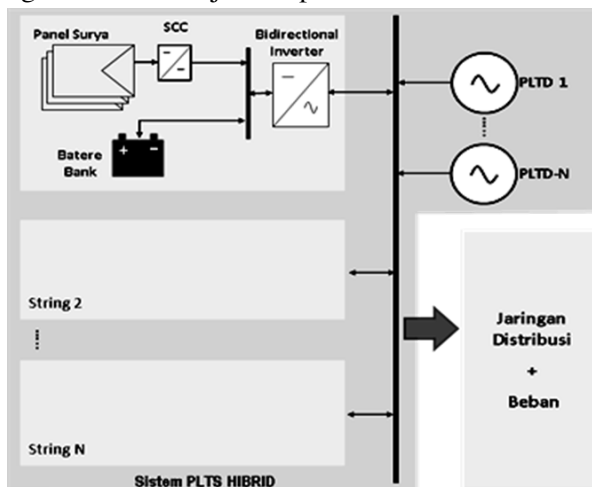 Panel Surya
SCC
Bidirectional
Inverter
Batere
Bank
PLTD 1
PLTD-N
String 2
String N
Jaringan
Distribusi
+
Beban
Sistem PLTS HIBRID